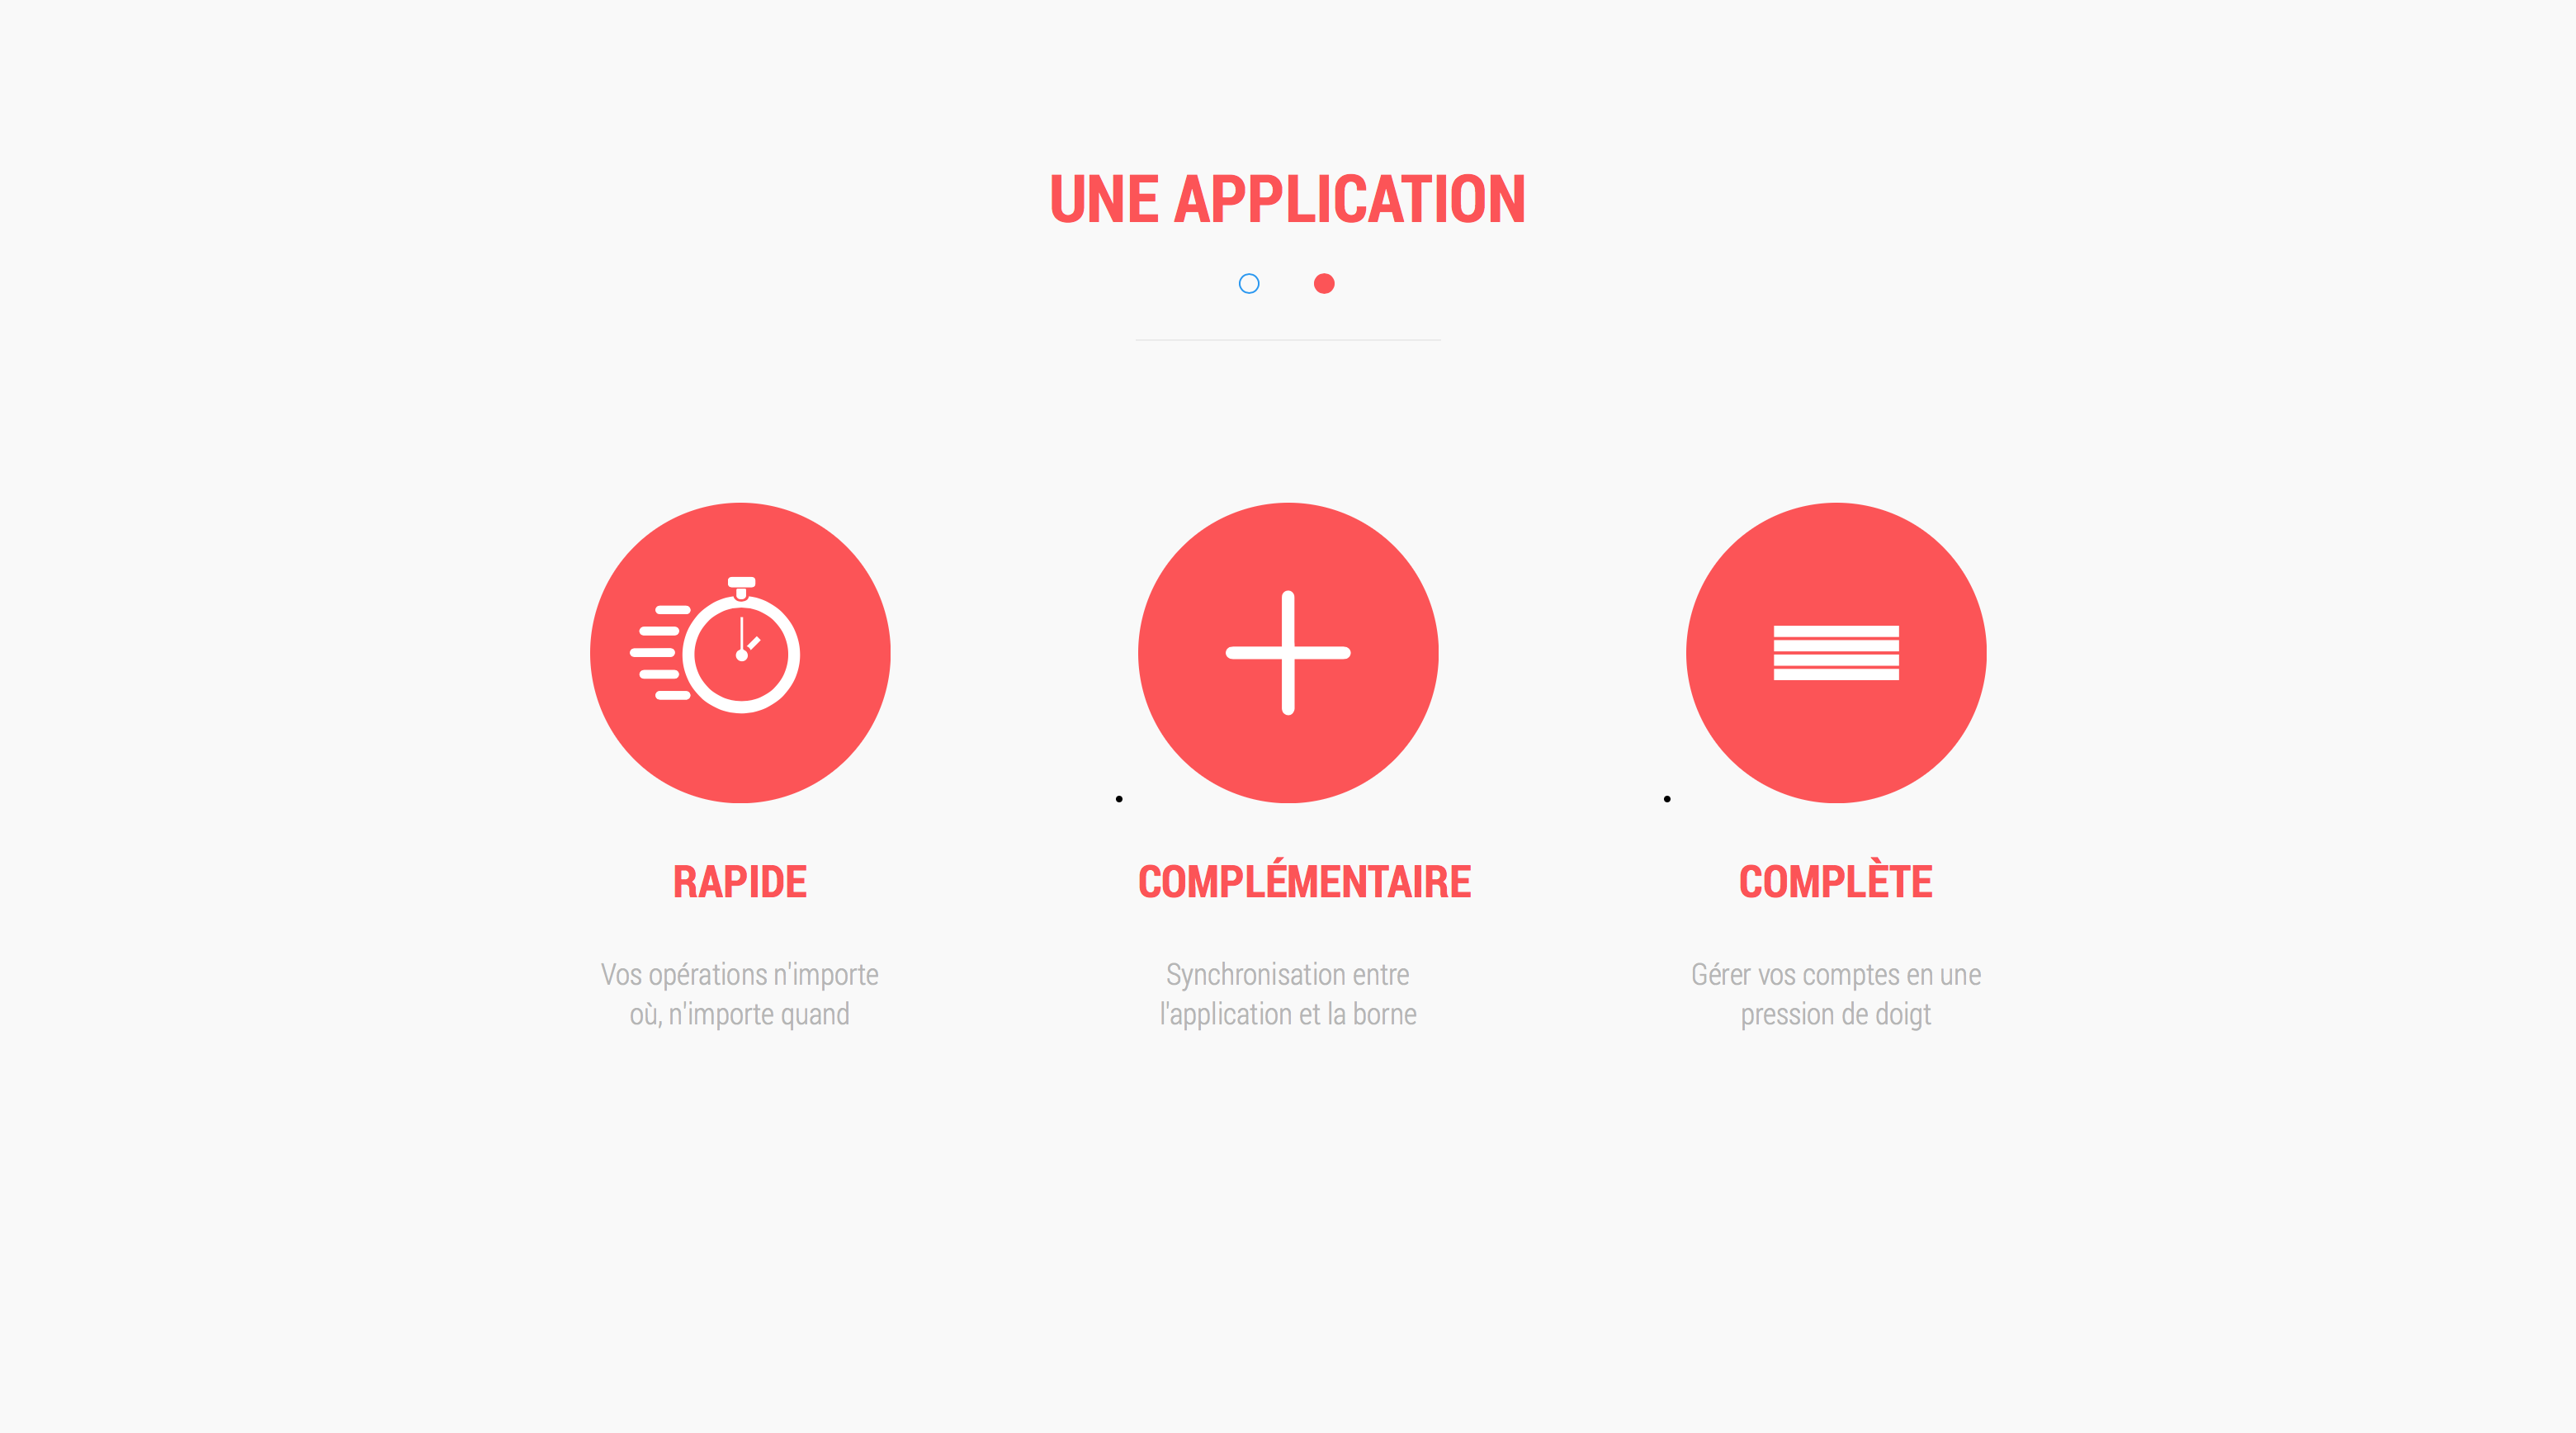 UNE APPLICATION
RAPIDE
Vos opérations n'importe
où, n'importe quand
COMPLÉMENTAIRE
Synchronisation entre
l'application et la borne
COMPLÈTE
Gérer vos comptes en une
pression de doigt